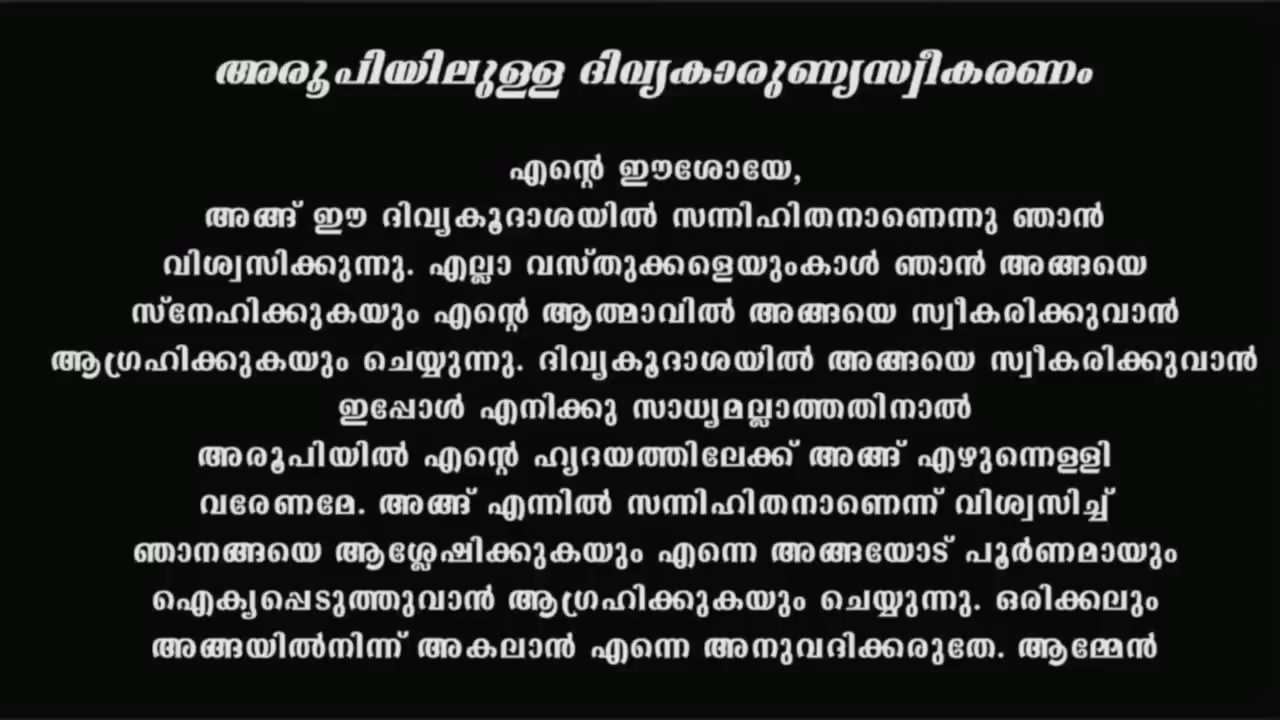 അരൂപിയിലുള്ള ദിവ്യകാരുണ്യസ്വീകരണം
എന്റെ ഈശോയേ,
അങ്ങ് ഈ ദിവ്യകൂദാശയിൽ സന്നിഹിതനാണെന്നു ഞാൻ
വിശ്വസിക്കുന്നു. എല്ലാ വസ്തുക്കളെയുംകാൾ ഞാൻ അങ്ങയെ
സ്നേഹിക്കുകയും എന്റെ ആത്മാവിൽ അങ്ങയെ സ്വീകരിക്കുവാൻ
ആഗ്രഹിക്കുകയും ചെയ്യുന്നു. ദിവ്യകൂദാശയിൽ അങ്ങയെ സ്വീകരിക്കുവാൻ
ഇപ്പോൾ എനിക്കു സാധ്യമല്ലാത്തതിനാൽ
അരൂപിയിൽ എന്റെ ഹൃദയത്തിലേക്ക് അങ്ങ് എഴുന്നെള്ളി
വരേണമേ. അങ്ങ് എന്നിൽ സന്നിഹിതനാണെന്ന് വിശ്വസിച്ച്
ഞാനങ്ങയെ ആശ്ലേഷിക്കുകയും എന്നെ അങ്ങയോട് പൂർണമായും
ഐക്യപ്പെടുത്തുവാൻ ആഗ്രഹിക്കുകയും ചെയ്യുന്നു. ഒരിക്കലും
അങ്ങയിൽനിന്ന് അകലാൻ എന്നെ അനുവദിക്കരുതേ. ആമ്മേൻ